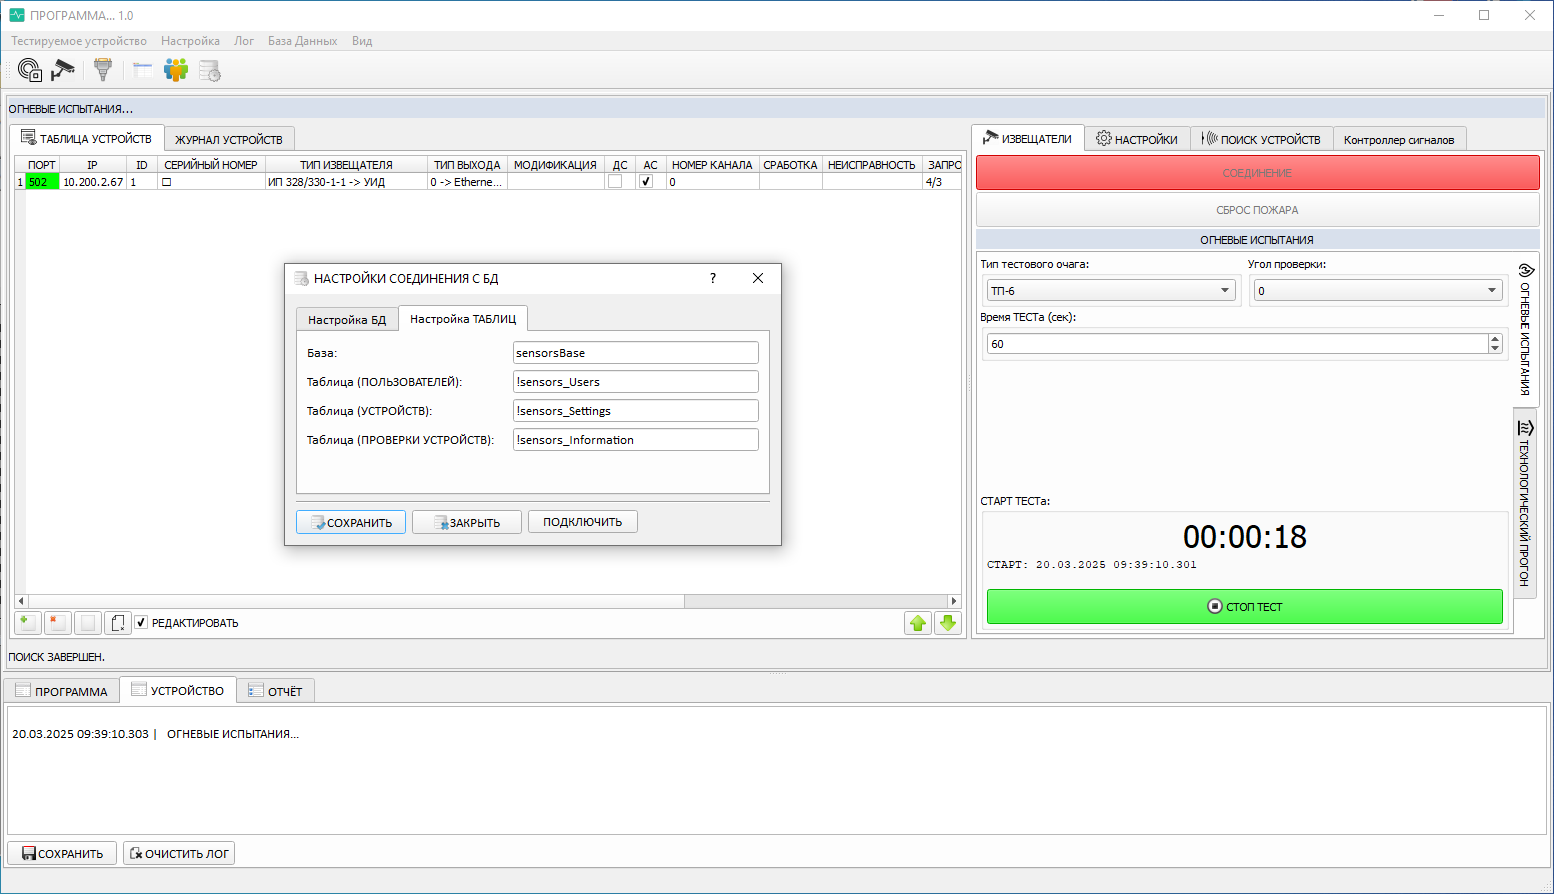 ПРОГРАММА... 1.0
Тестируемое устройство Настройка Лог База Данных Вид
ОГНЕВЫЕ ИСПЫТАНИЯ...
ТАБЛИЦА УСТРОЙСТВ ЖУРНАЛ УСТРОЙСТВ
ПОРТ IP ID СЕРИЙНЫЙ НОМЕР ТИП ИЗВЕЩАТЕЛЯ ТИП ВЫХОДА МОДИФИКАЦИЯ ДС АС НОМЕР КАНАЛА СРАБОТКА НЕИСПРАВНОСТЬ ЗАПРО
1 502 10.200.2.67 1 ИП 328/330-1-1 -> УИД 0 -> Etherne... 0 4/3
НАСТРОЙКИ СОЕДИНЕНИЯ С БД ?
Настройка БД Настройка ТАБЛИЦ
База: sensorsBase
Таблица (ПОЛЬЗОВАТЕЛЕЙ): !sensors_Users
Таблица (УСТРОЙСТВ): !sensors_Settings
Таблица (ПРОВЕРКИ УСТРОЙСТВ): !sensors_Information
СОХРАНИТЬ ЗАКРЫТЬ ПОДКЛЮЧИТЬ
РЕДАКТИРОВАТЬ
ИЗВЕЩАТЕЛИ НАСТРОЙКИ ПОИСК УСТРОЙСТВ Контроллер сигналов
СОЕДИНЕНИЕ
СБРОС ПОЖАРА
ОГНЕВЫЕ ИСПЫТАНИЯ
Тип тестового очага: Угол проверки:
ТП-6 0
Время ТЕСТа (сек):
60
СТАРТ ТЕСТа:
00:00:18
СТАРТ: 20.03.2025 09:39:10.301
СТОП ТЕСТ
ОГНЕВЫЕ ИСПЫТАНИЯ
ТЕХНОЛОГИЧЕСКИЙ ПРОГОН
ПОИСК ЗАВЕРШЕН.
ПРОГРАММА УСТРОЙСТВО ОТЧЁТ
20.03.2025 09:39:10.303 | ОГНЕВЫЕ ИСПЫТАНИЯ...
СОХРАНИТЬ ОЧИСТИТЬ ЛОГ